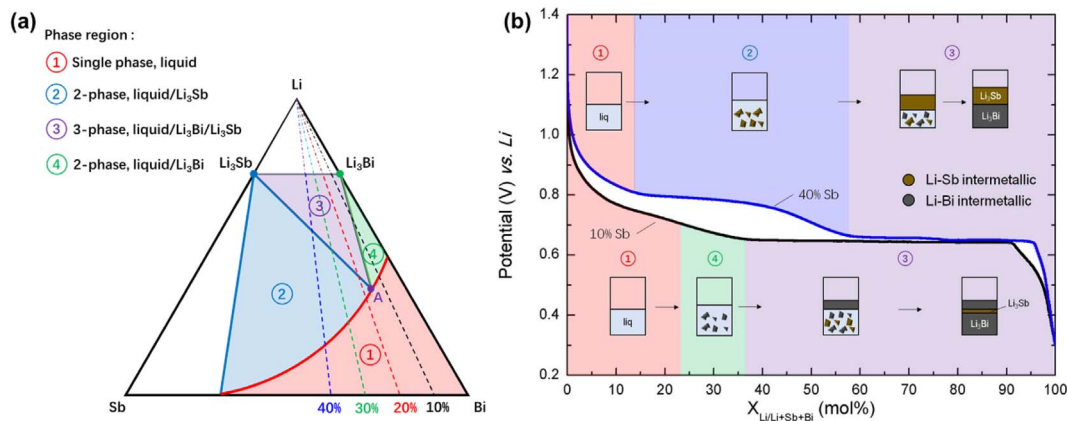 (a)
Phase region :
① Single phase, liquid
② 2-phase, liquid/Li₃Sb
③ 3-phase, liquid/Li₃Bi/Li₃Sb
④ 2-phase, liquid/Li₃Bi
Li
Li₃Sb
Li₃Bi
③
④
②
A
①
Sb
40%
30%
20%
10%
Bi
(b)
Potential (V) vs. Li
1.4
1.2
1.0
0.8
0.6
0.4
0.2
①
②
③
liq
Li₃Sb
Li₃Bi
Li-Sb intermetallic
Li-Bi intermetallic
40% Sb
10% Sb
①
④
③
liq
Li₃Sb
Li₃Bi
0
10
20
30
40
50
60
70
80
90
100
X Li/Li+Sb+Bi (mol%)